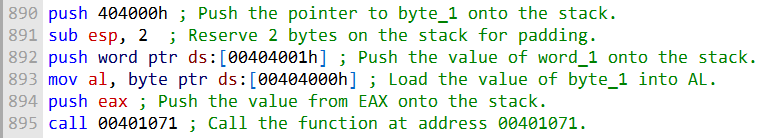 890 push 404000h ; Push the pointer to byte_1 onto the stack.
891 sub esp, 2  ; Reserve 2 bytes on the stack for padding.
892 push word ptr ds:[00404001h] ; Push the value of word_1 onto the stack.
893 mov al, byte ptr ds:[00404000h] ; Load the value of byte_1 into AL.
894 push eax ; Push the value from EAX onto the stack.
895 call 00401071 ; Call the function at address 00401071.